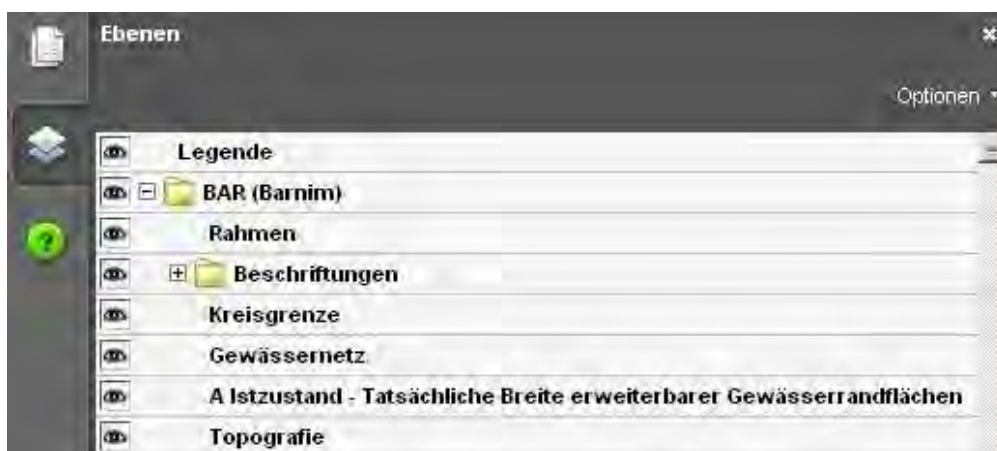 Ebenen
Optionen
Legende
BAR (Barnim)
Rahmen
Beschriftungen
Kreisgrenze
Gewässernetz
A Istzustand - Tatsächliche Breite erweiterbarer Gewässerrandflächen
Topografie